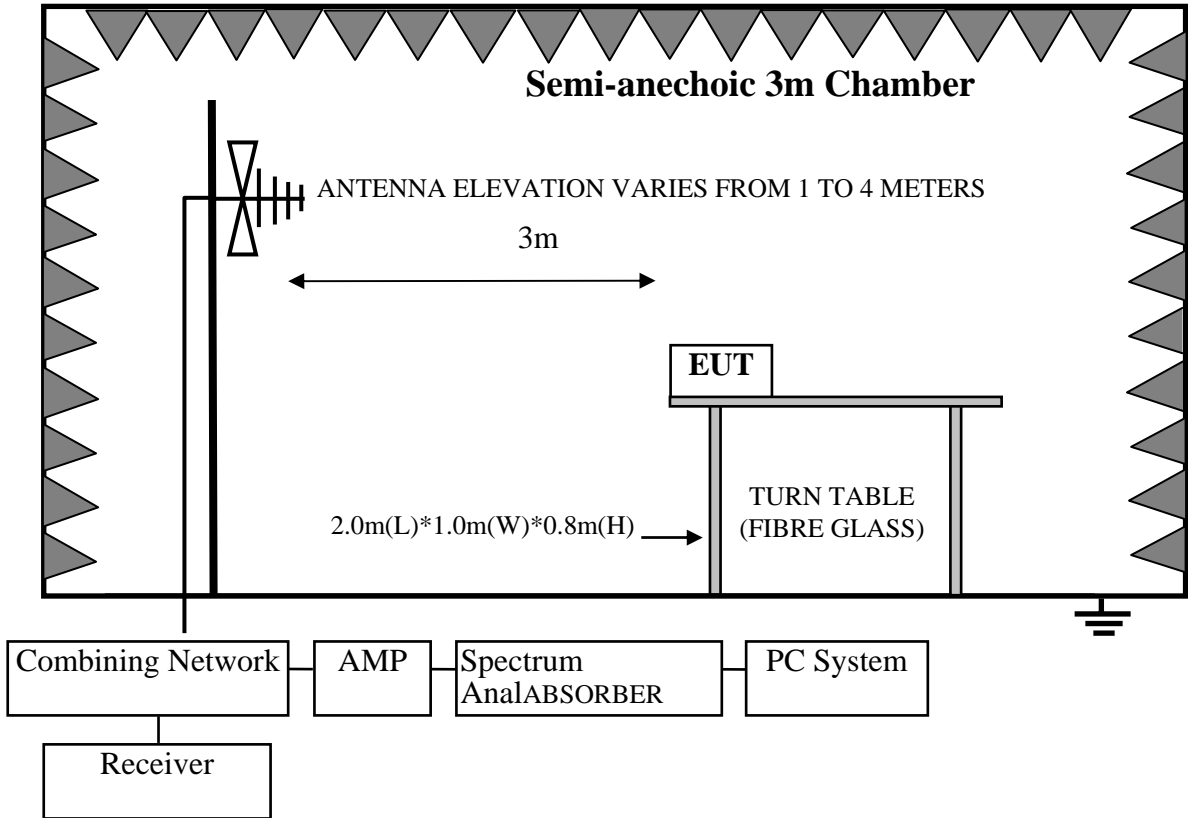 Semi-anechoic 3m Chamber
ANTENNA ELEVATION VARIES FROM 1 TO 4 METERS
3m
EUT
TURN TABLE
(FIBRE GLASS)
2.0m(L)*1.0m(W)*0.8m(H)
Combining Network
AMP
Spectrum
AnalABSORBER
PC System
Receiver